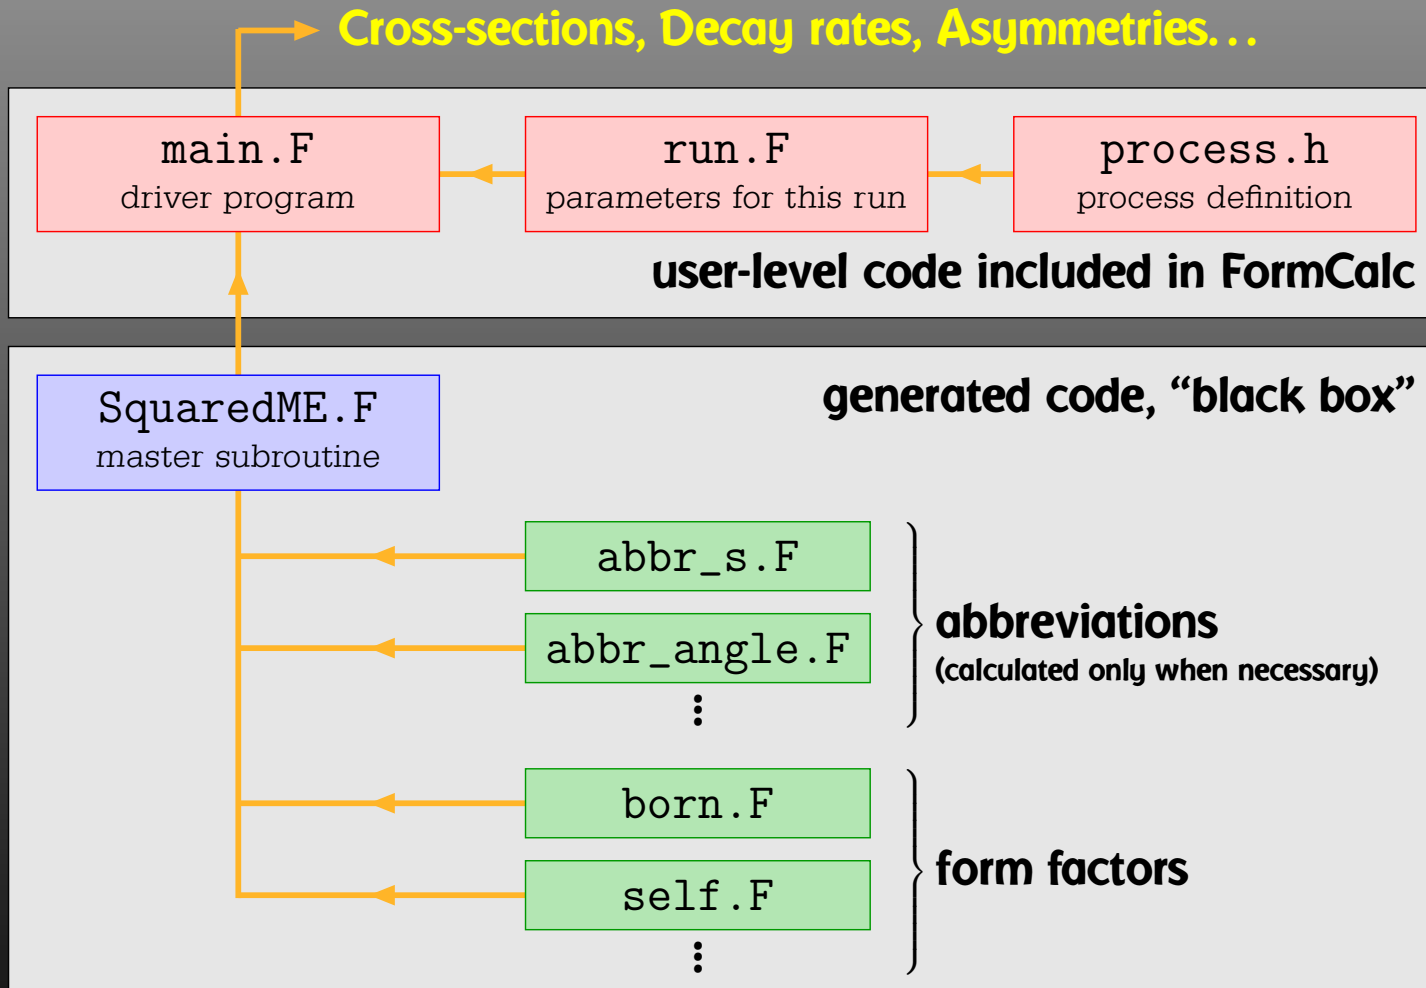 Cross-sections, Decay rates, Asymmetries...
main.F
driver program
run.F
parameters for this run
process.h
process definition
user-level code included in FormCalc
SquaredME.F
master subroutine
generated code, “black box”
abbr_s.F
abbr_angle.F
⋮
abbreviations
(calculated only when necessary)
born.F
self.F
⋮
form factors